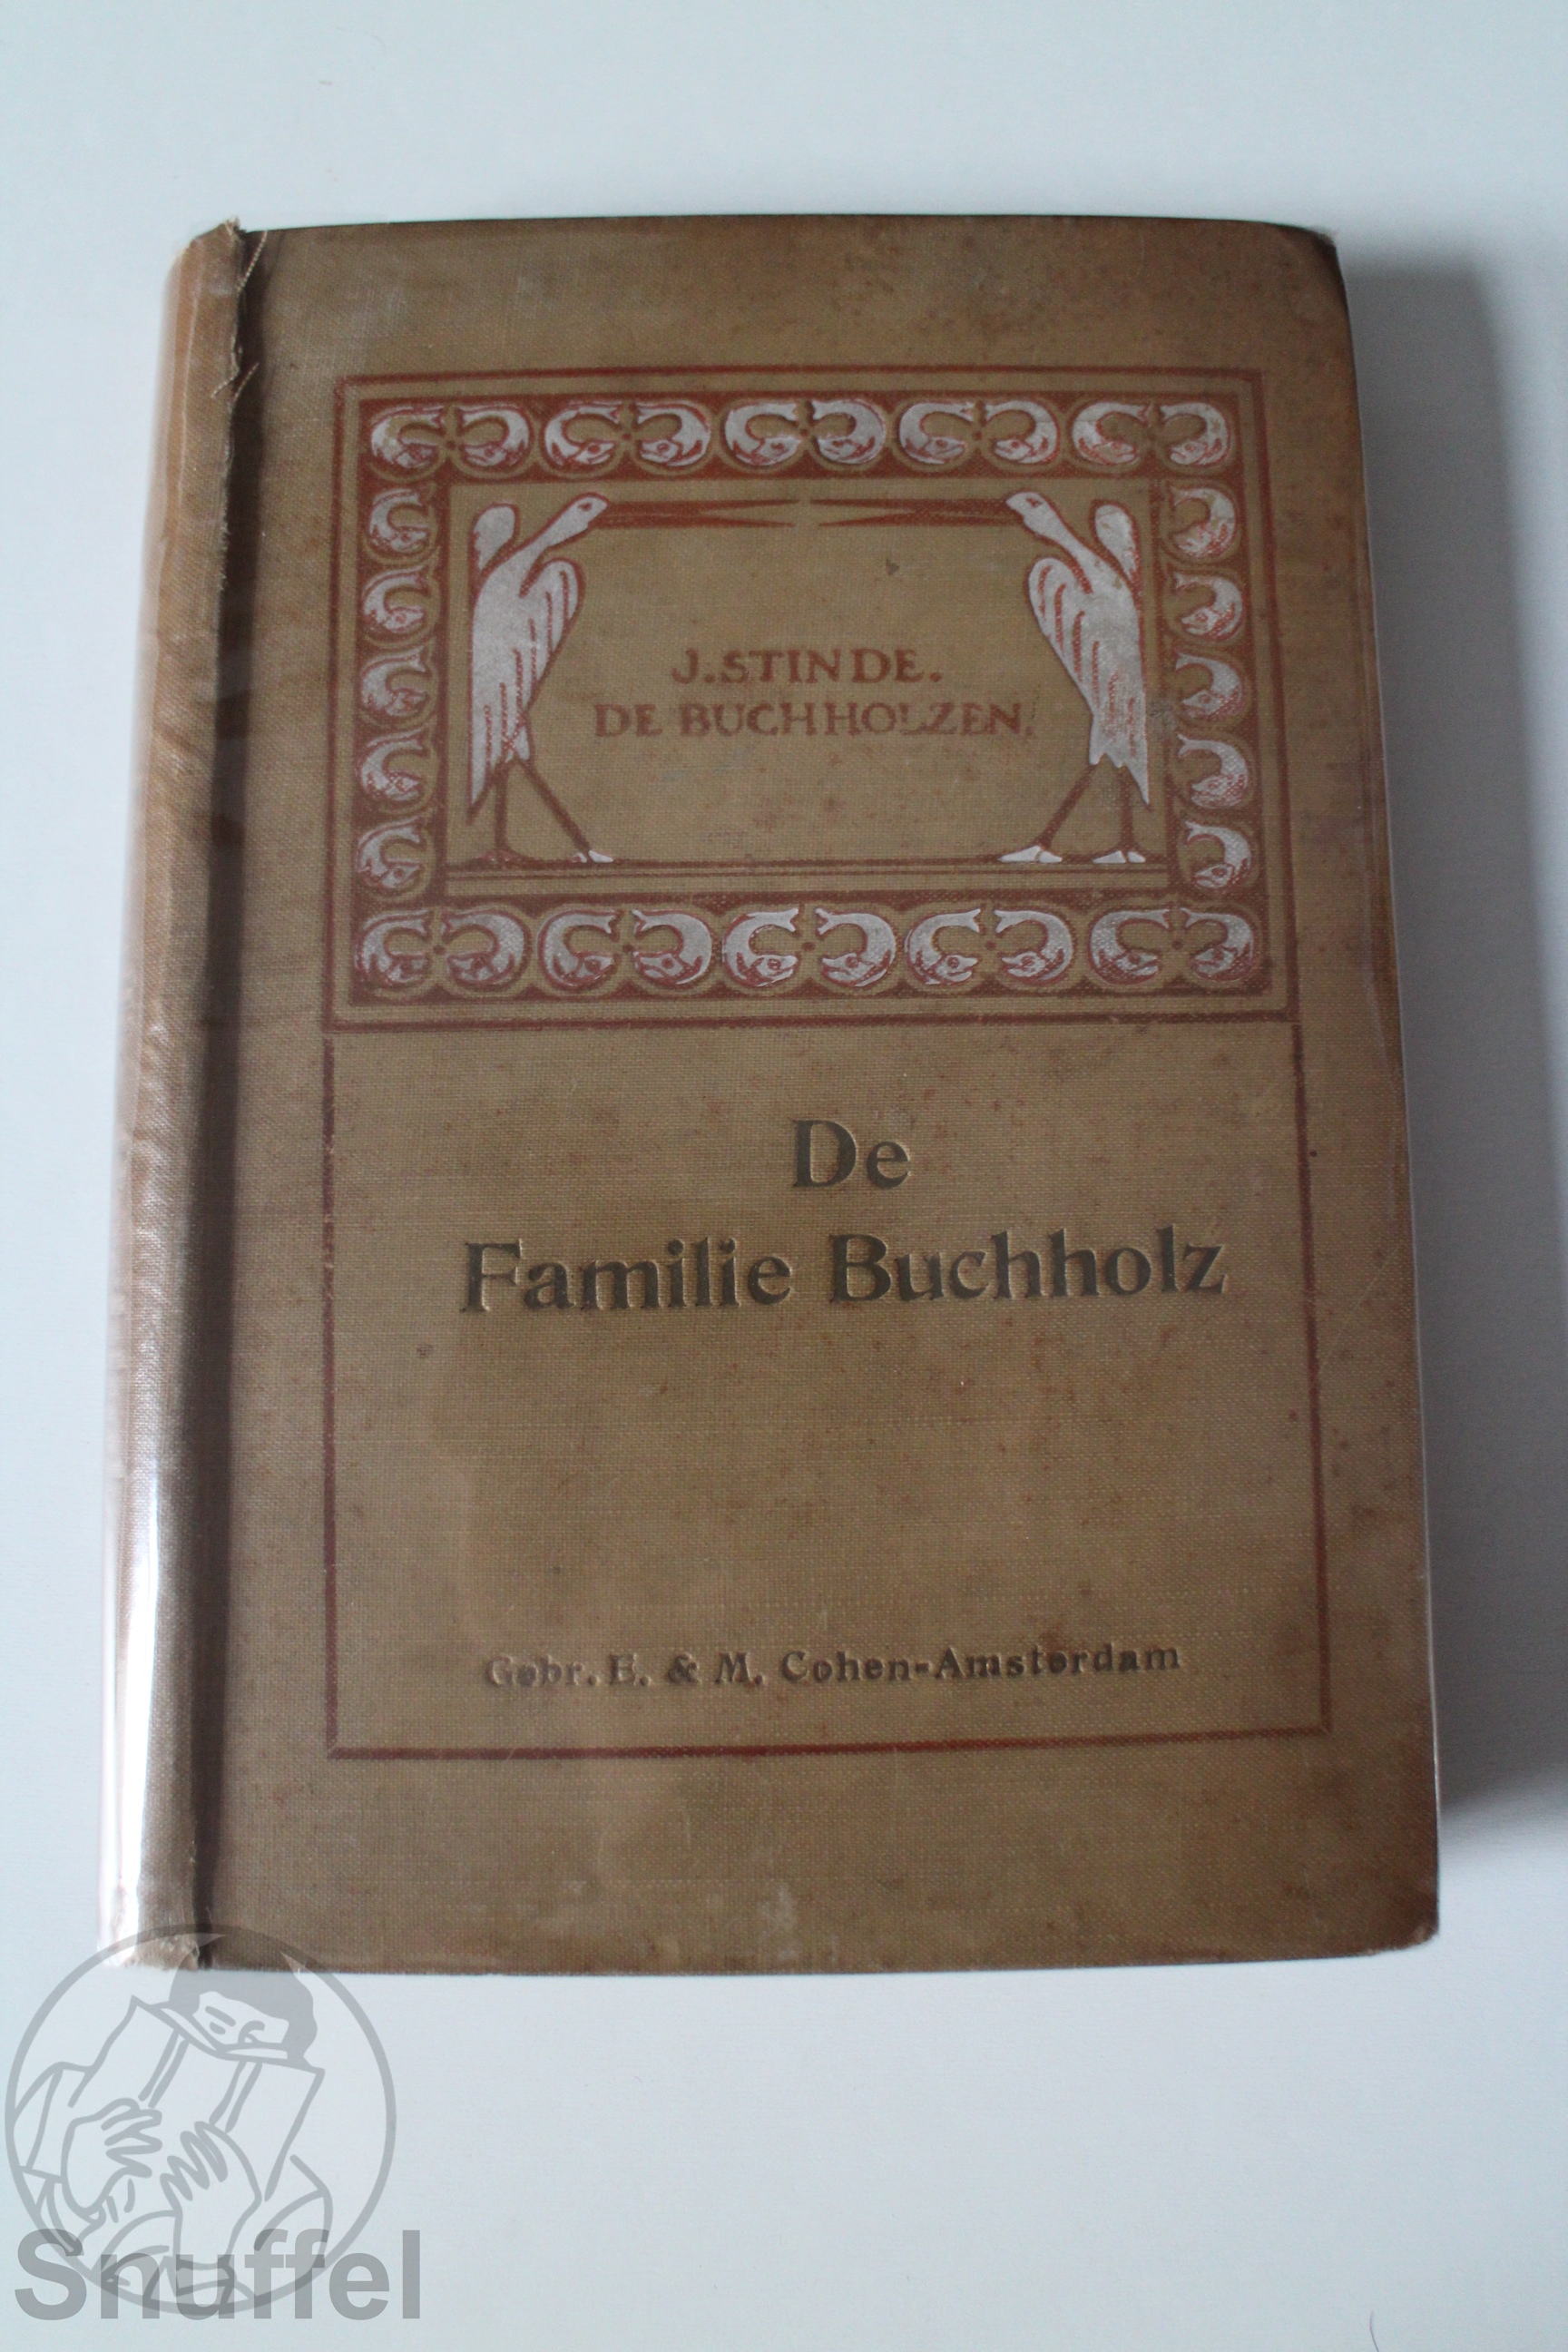 J. STINDE.
DE BUCHHOLZEN.
De
Familie Buchholz
Gebr. E. & M. Cohen-Amsterdam
Snuffel